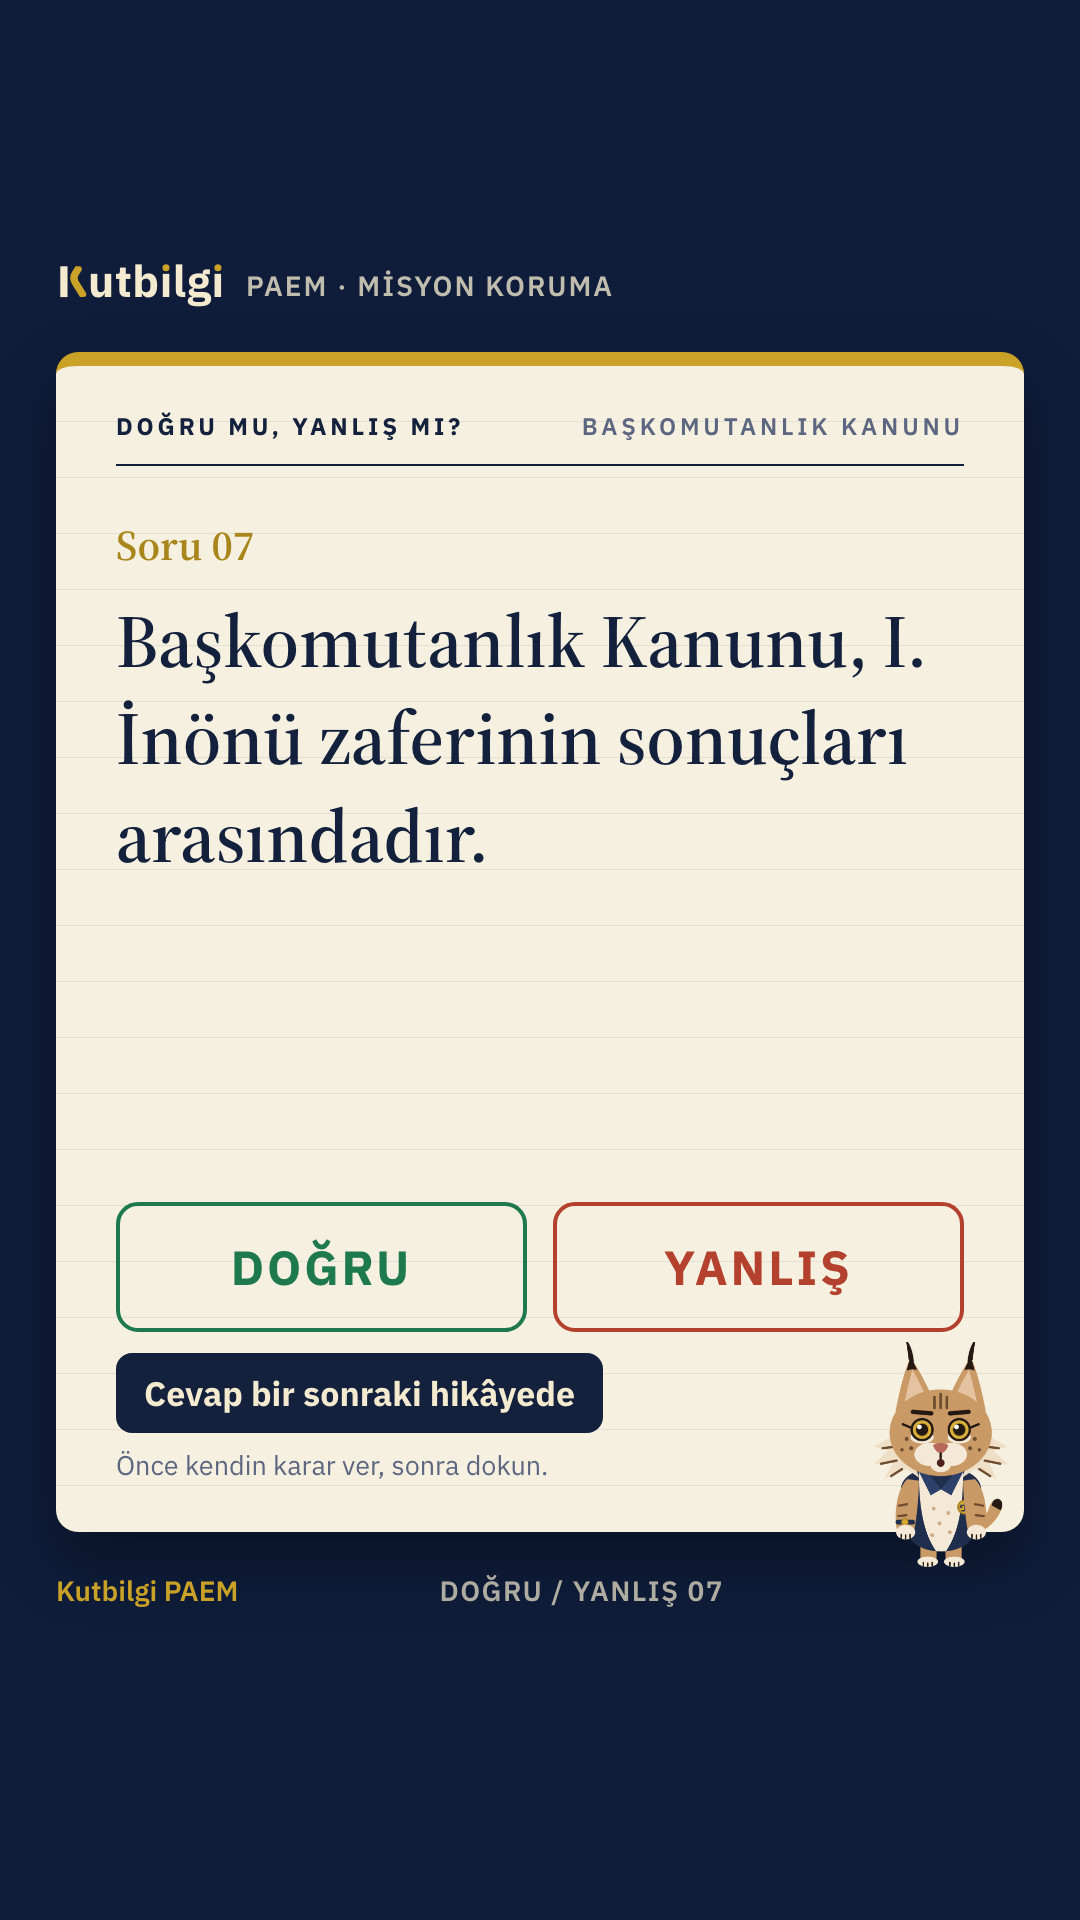 Kutbilgi PAEM · MİSYON KORUMA
DOĞRU MU, YANLIŞ MI? BAŞKOMUTANLIK KANUNU
Soru 07
Başkomutanlık Kanunu, I.
İnönü zaferinin sonuçları
arasındadır.
DOĞRU YANLIŞ
Cevap bir sonraki hikâyede
Önce kendin karar ver, sonra dokun.
Kutbilgi PAEM DOĞRU / YANLIŞ 07